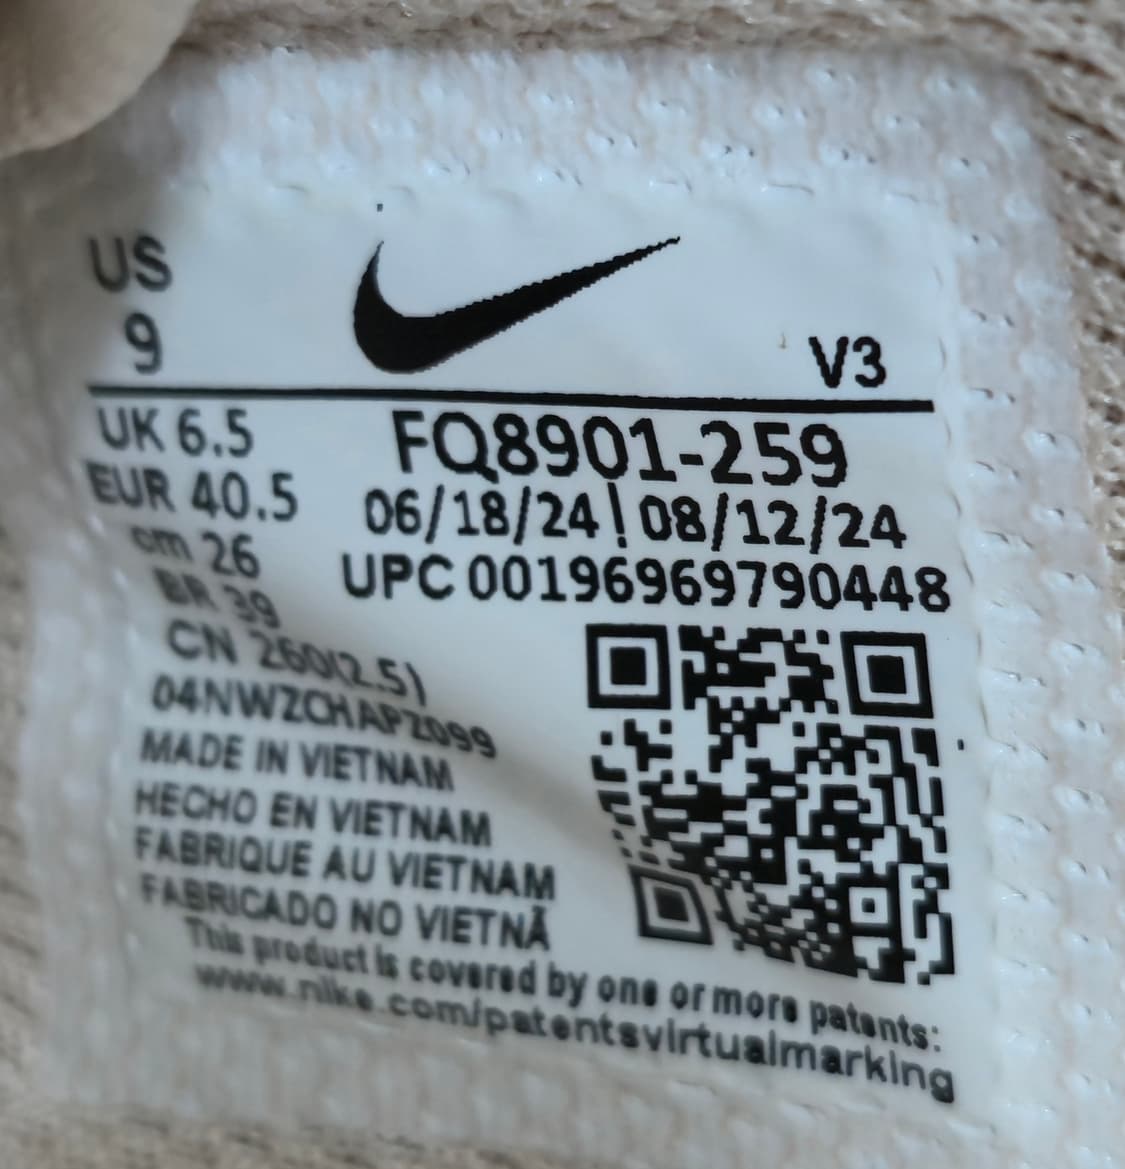 US
9
V3
UK 6.5
EUR 40.5
cm 26
BR 39
CN 260(2.5)
FQ8901-259
06/18/24 | 08/12/24
UPC 00196969790448
04NWZCHAPZ099
MADE IN VIETNAM
HECHO EN VIETNAM
FABRIQUE AU VIETNAM
FABRICADO NO VIETNÃ
This product is covered by one or more patents:
www.nike.com/patentsvirtualmarking